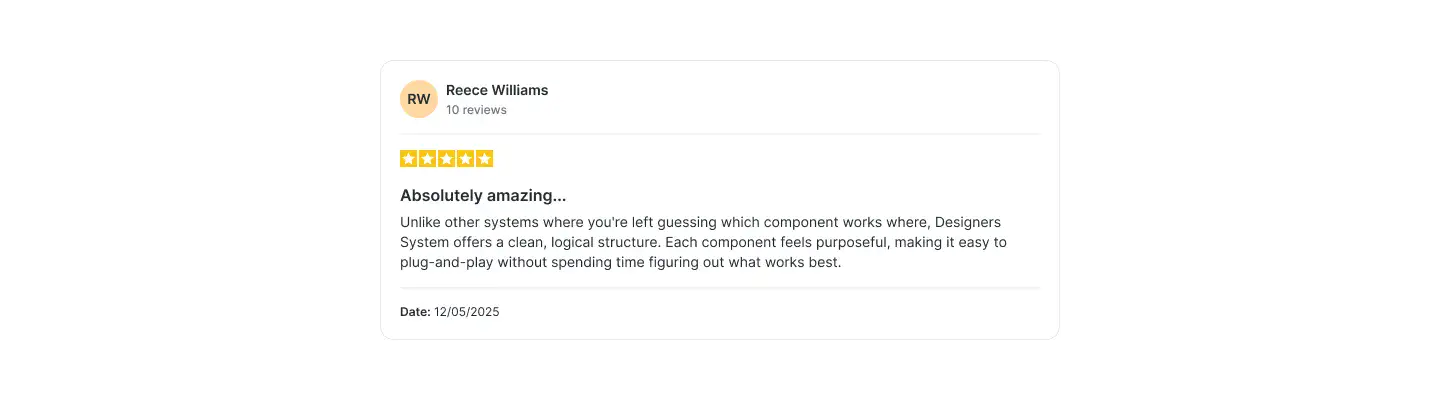 RW
Reece Williams
10 reviews
Absolutely amazing...
Unlike other systems where you're left guessing which component works where, Designers
System offers a clean, logical structure. Each component feels purposeful, making it easy to
plug-and-play without spending time figuring out what works best.
Date: 12/05/2025